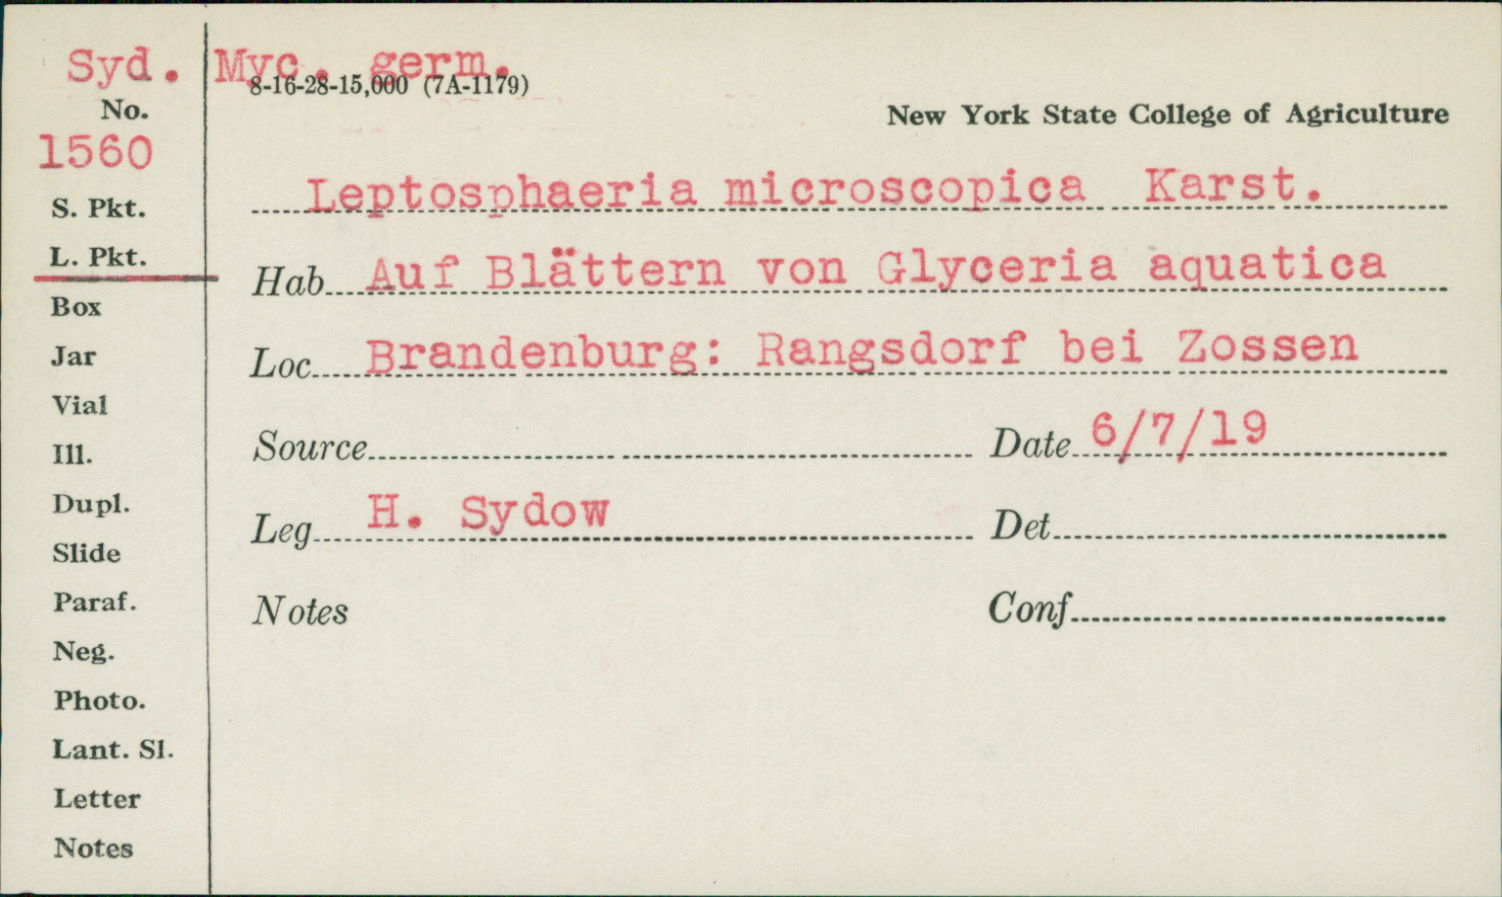 Syd. Myc. germ.
8-16-28-15,000 (7A-1179)
No.
New York State College of Agriculture
1560
Leptosphaeria microscopica Karst.
S. Pkt.
L. Pkt.
Hab. Auf Blättern von Glyceria aquatica
Box
Jar
Loc. Brandenburg: Rangsdorf bei Zossen
Vial
Ill.
Source
Date 6/7/19
Dupl.
Leg. H. Sydow
Det.
Slide
Paraf.
Notes
Conf.
Neg.
Photo.
Lant. Sl.
Letter
Notes